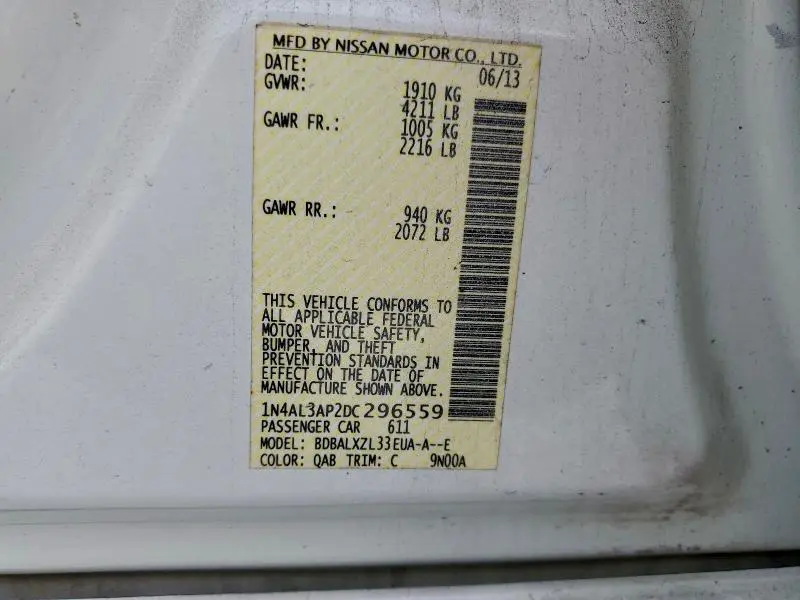 MFD BY NISSAN MOTOR CO., LTD.
DATE: 06/13
GVWR: 1910 KG
4211 LB
GAWR FR.: 1005 KG
2216 LB
GAWR RR.: 940 KG
2072 LB
THIS VEHICLE CONFORMS TO
ALL APPLICABLE FEDERAL
MOTOR VEHICLE SAFETY,
BUMPER, AND THEFT
PREVENTION STANDARDS IN
EFFECT ON THE DATE OF
MANUFACTURE SHOWN ABOVE.
1N4AL3AP2DC296559
PASSENGER CAR 611
MODEL: BDBALXZL33EUA-A--E
COLOR: QAB TRIM: C 9N00A